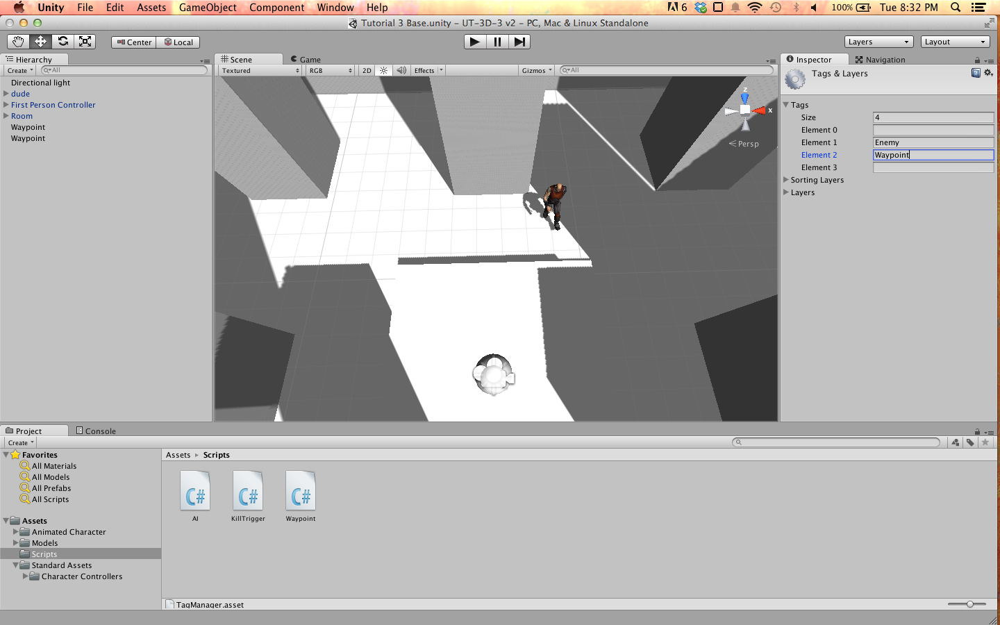 Unity File Edit Assets GameObject Component Window Help 6 100% Tue 8:32 PM
Tutorial 3 Base.unity – UT-3D-3 v2 – PC, Mac & Linux Standalone
Center Local Layers Layout
Hierarchy Scene Game Inspector Navigation
Create All Textured RGB 2D Effects Gizmos All Tags & Layers
Directional light
dude
First Person Controller
Room
Waypoint
Waypoint
z
x
Persp
Tags
Size 4
Element 0
Element 1 Enemy
Element 2 Waypoint
Element 3
Sorting Layers
Layers
Project Console
Create
Favorites
All Materials
All Models
All Prefabs
All Scripts
Assets
Animated Character
Models
Scripts
Standard Assets
Character Controllers
Assets Scripts
C# C# C#
AI KillTrigger Waypoint
TagManager.asset